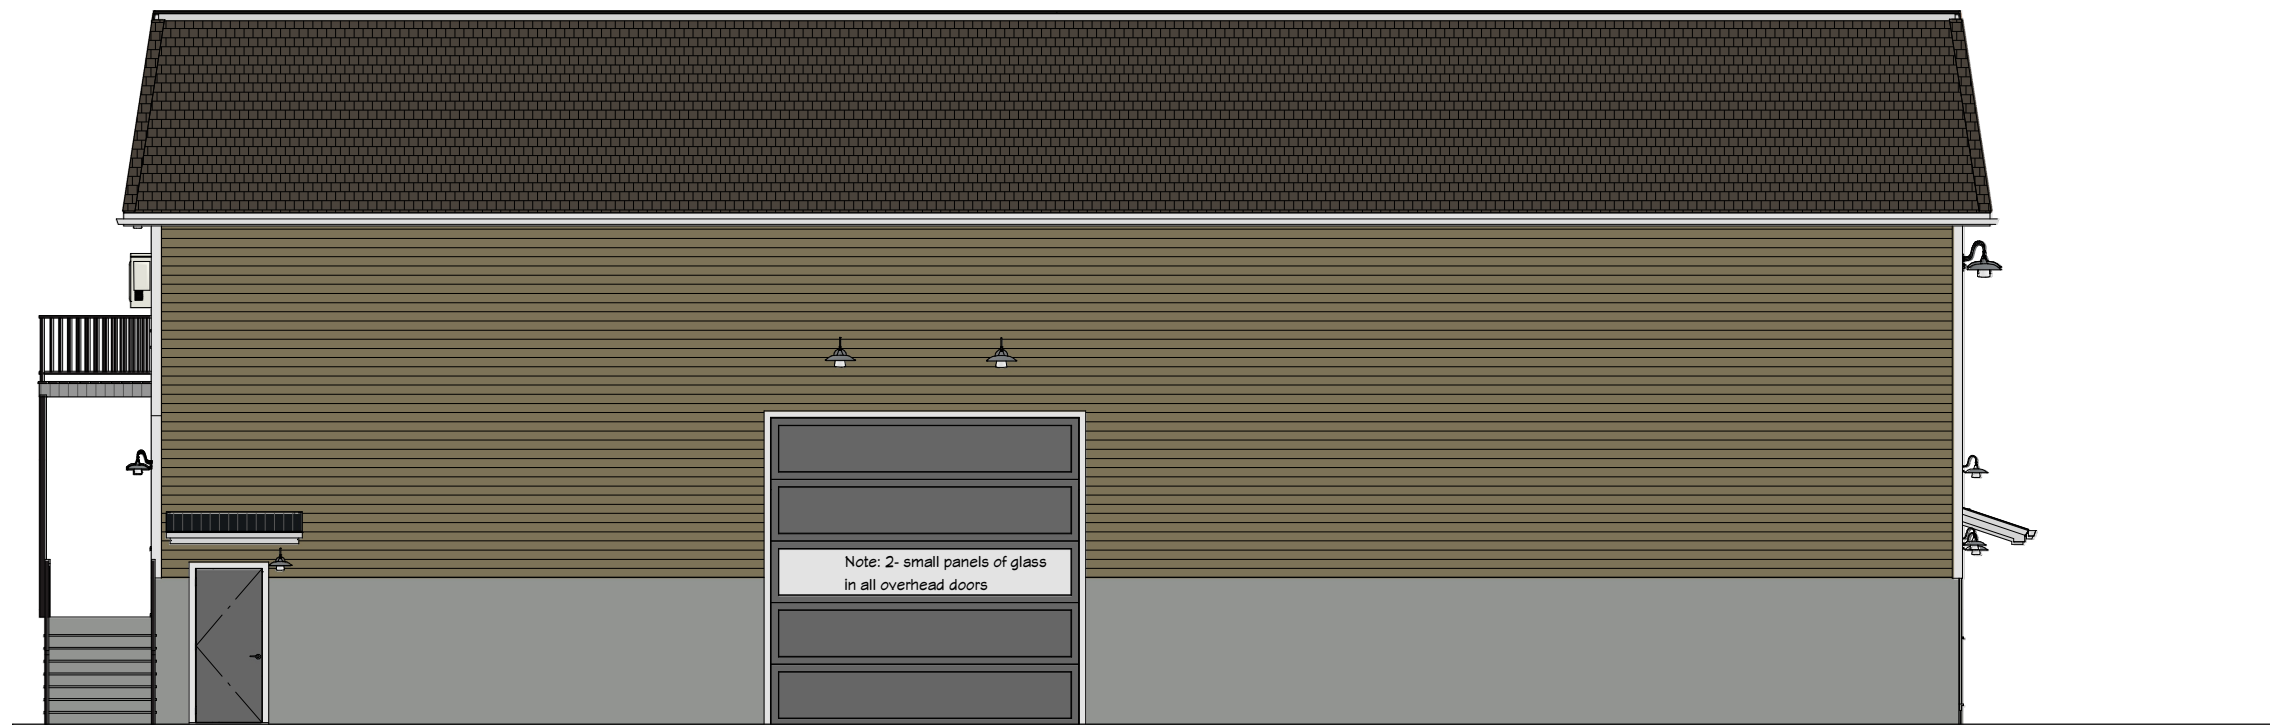 Note: 2- small panels of glass
in all overhead doors